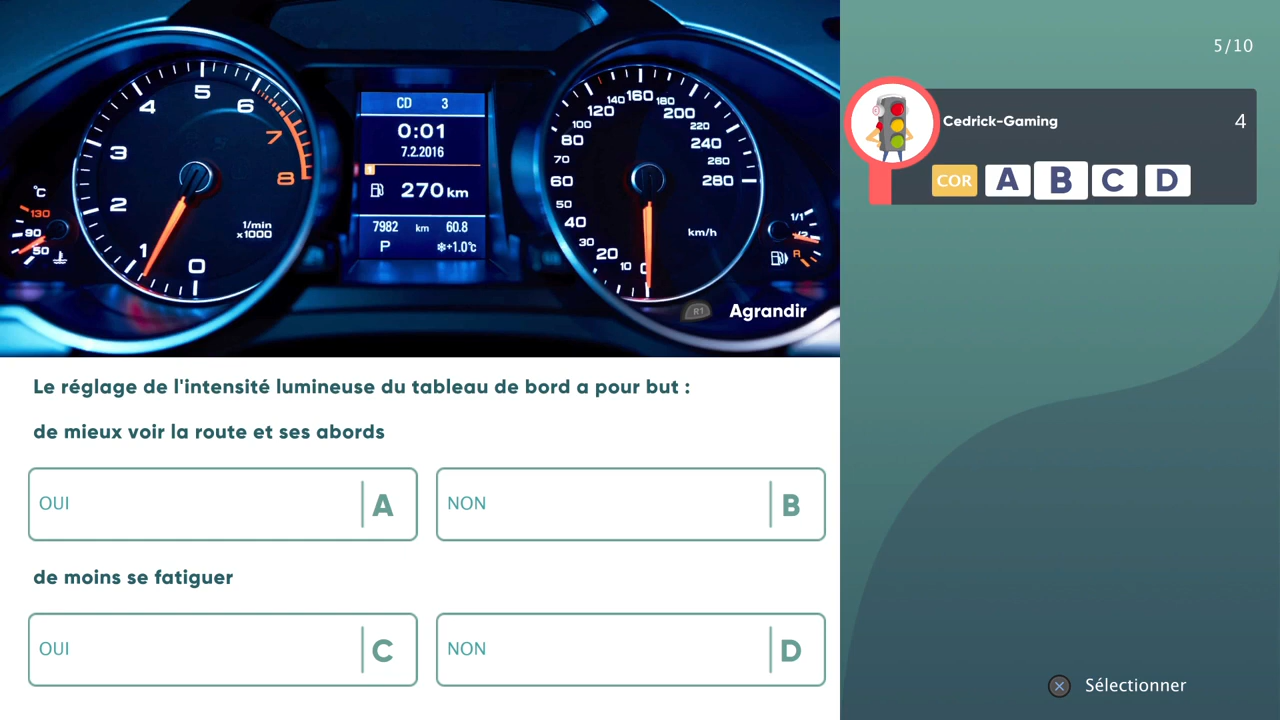 5/10
Cedrick-Gaming 4
COR A B C D
0 1 2 3 4 5 6 7 8
1/min
x1000
°C
130
90
50
CD 3
0:01
7.2.2016
270 km
7982 km 60.8
P ❄+1.0°C
0 10 20 30 40 50 60 70 80 100 120 140 160 180 200 220 240 260 280
km/h
1/1
1/2
R
R1 Agrandir
Le réglage de l'intensité lumineuse du tableau de bord a pour but :
de mieux voir la route et ses abords
OUI A NON B
de moins se fatiguer
OUI C NON D
Sélectionner